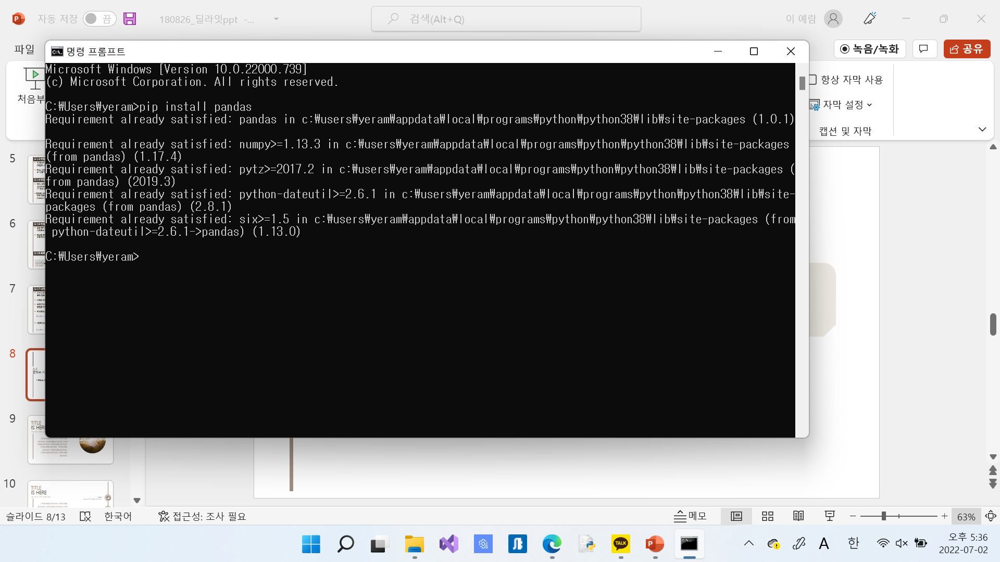 자동 저장
끔
180826_딜라잇ppt -...
검색(Alt+Q)
이 예람
파일
녹음/녹화
공유
명령 프롬프트
처음부
항상 자막 사용
자막 설정
캡션 및 자막
Microsoft Windows [Version 10.0.22000.739]
(c) Microsoft Corporation. All rights reserved.
C:₩Users₩yeram>pip install pandas
Requirement already satisfied: pandas in c:₩users₩yeram₩appdata₩local₩programs₩python₩python38₩lib₩site-packages (1.0.1)
Requirement already satisfied: numpy>=1.13.3 in c:₩users₩yeram₩appdata₩local₩programs₩python₩python38₩lib₩site-packages
(from pandas) (1.17.4)
Requirement already satisfied: pytz>=2017.2 in c:₩users₩yeram₩appdata₩local₩programs₩python₩python38₩lib₩site-packages (
from pandas) (2019.3)
Requirement already satisfied: python-dateutil>=2.6.1 in c:₩users₩yeram₩appdata₩local₩programs₩python₩python38₩lib₩site-
packages (from pandas) (2.8.1)
Requirement already satisfied: six>=1.5 in c:₩users₩yeram₩appdata₩local₩programs₩python₩python38₩lib₩site-packages (from
python-dateutil>=2.6.1->pandas) (1.13.0)
C:₩Users₩yeram>
5
6
7
8
9
TITLE
IS HERE
10
TITLE
IS HERE
슬라이드 8/13
한국어
접근성: 조사 필요
메모
63%
TALK
A
한
오후 5:36
2022-07-02